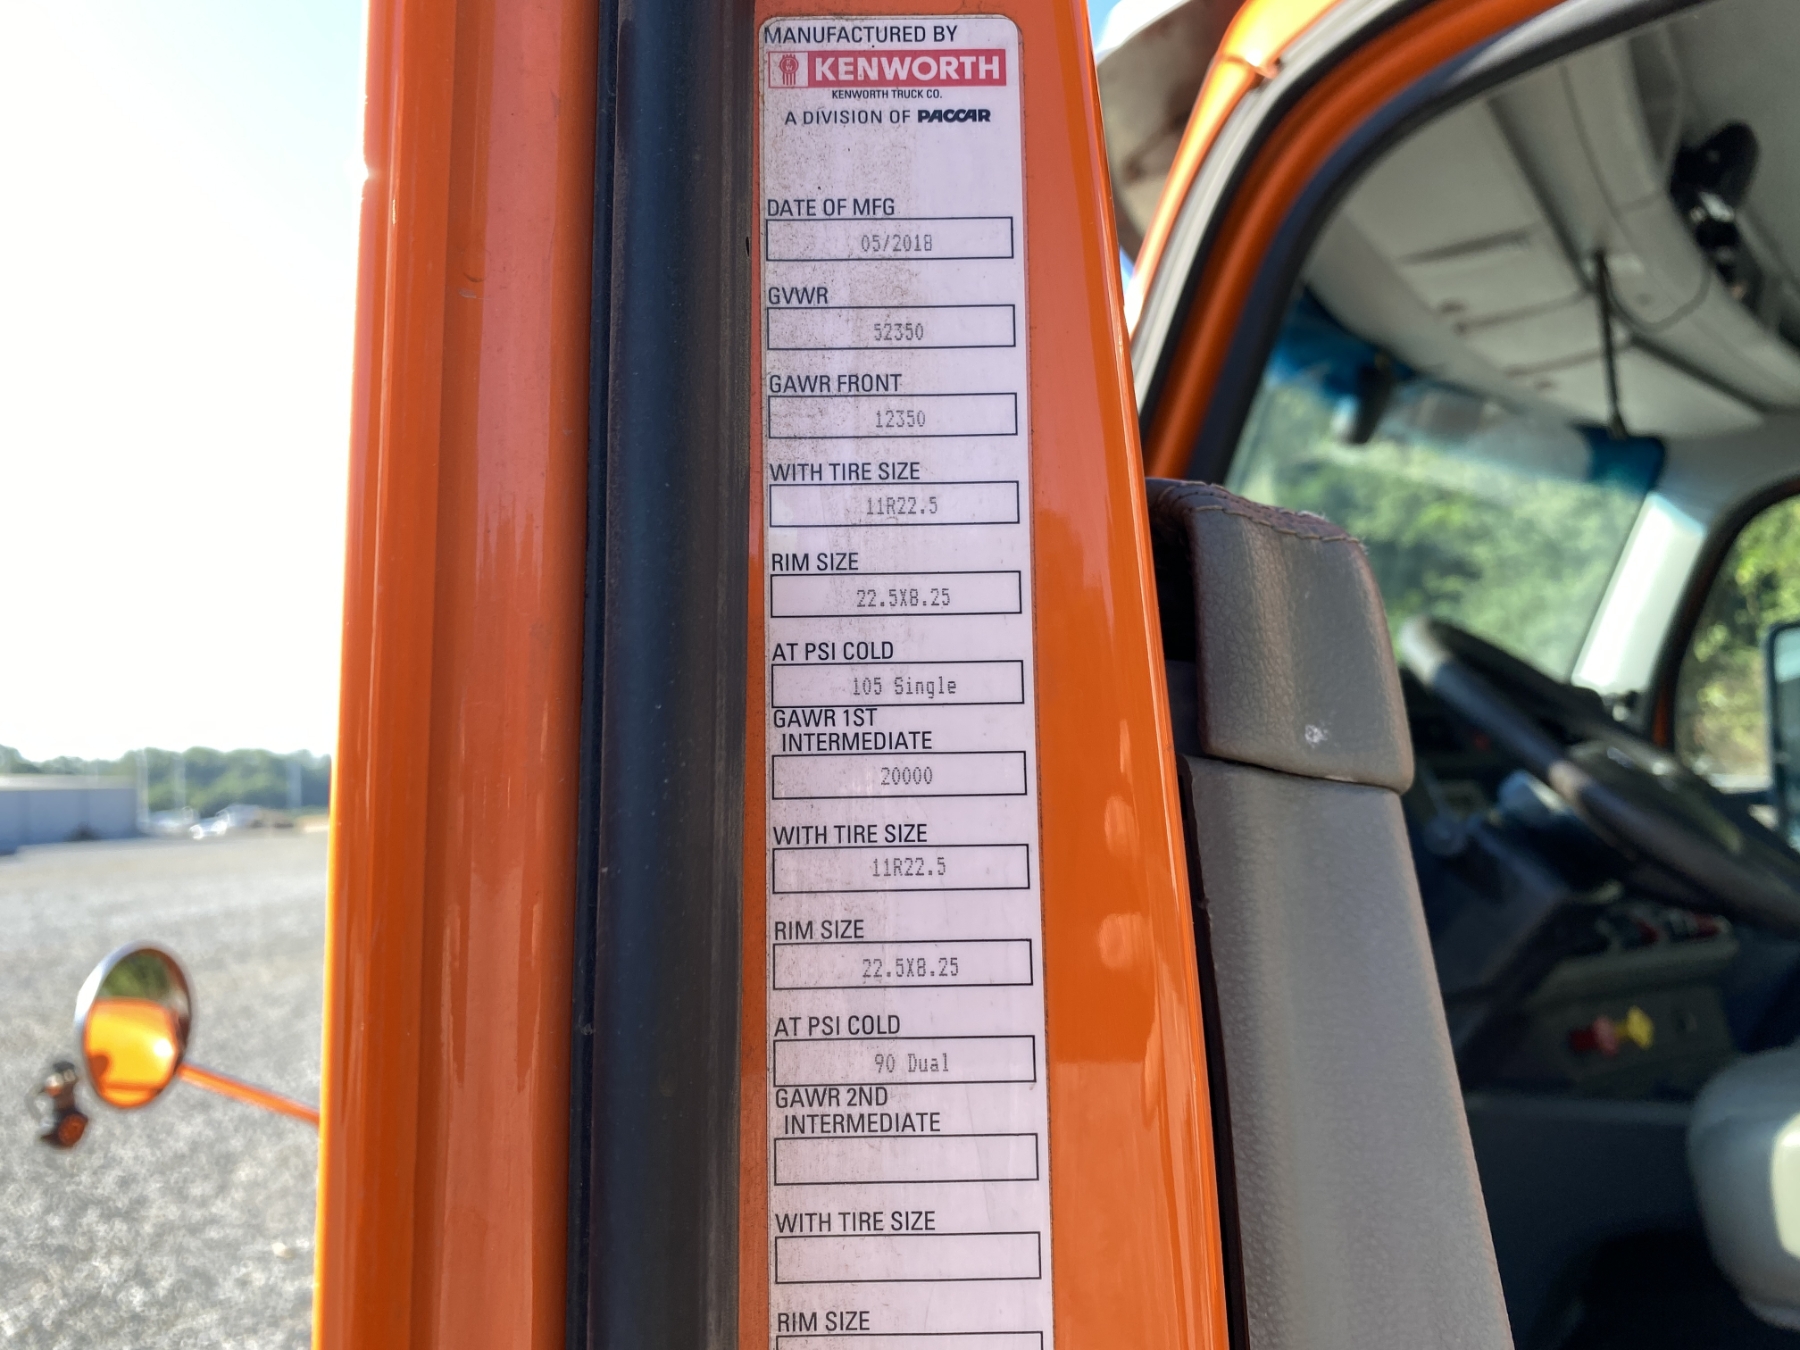 MANUFACTURED BY
KENWORTH
KENWORTH TRUCK CO.
A DIVISION OF PACCAR
DATE OF MFG
05/2018
GVWR
52350
GAWR FRONT
12350
WITH TIRE SIZE
11R22.5
RIM SIZE
22.5X8.25
AT PSI COLD
105 Single
GAWR 1ST
INTERMEDIATE
20000
WITH TIRE SIZE
11R22.5
RIM SIZE
22.5X8.25
AT PSI COLD
90 Dual
GAWR 2ND
INTERMEDIATE
WITH TIRE SIZE
RIM SIZE